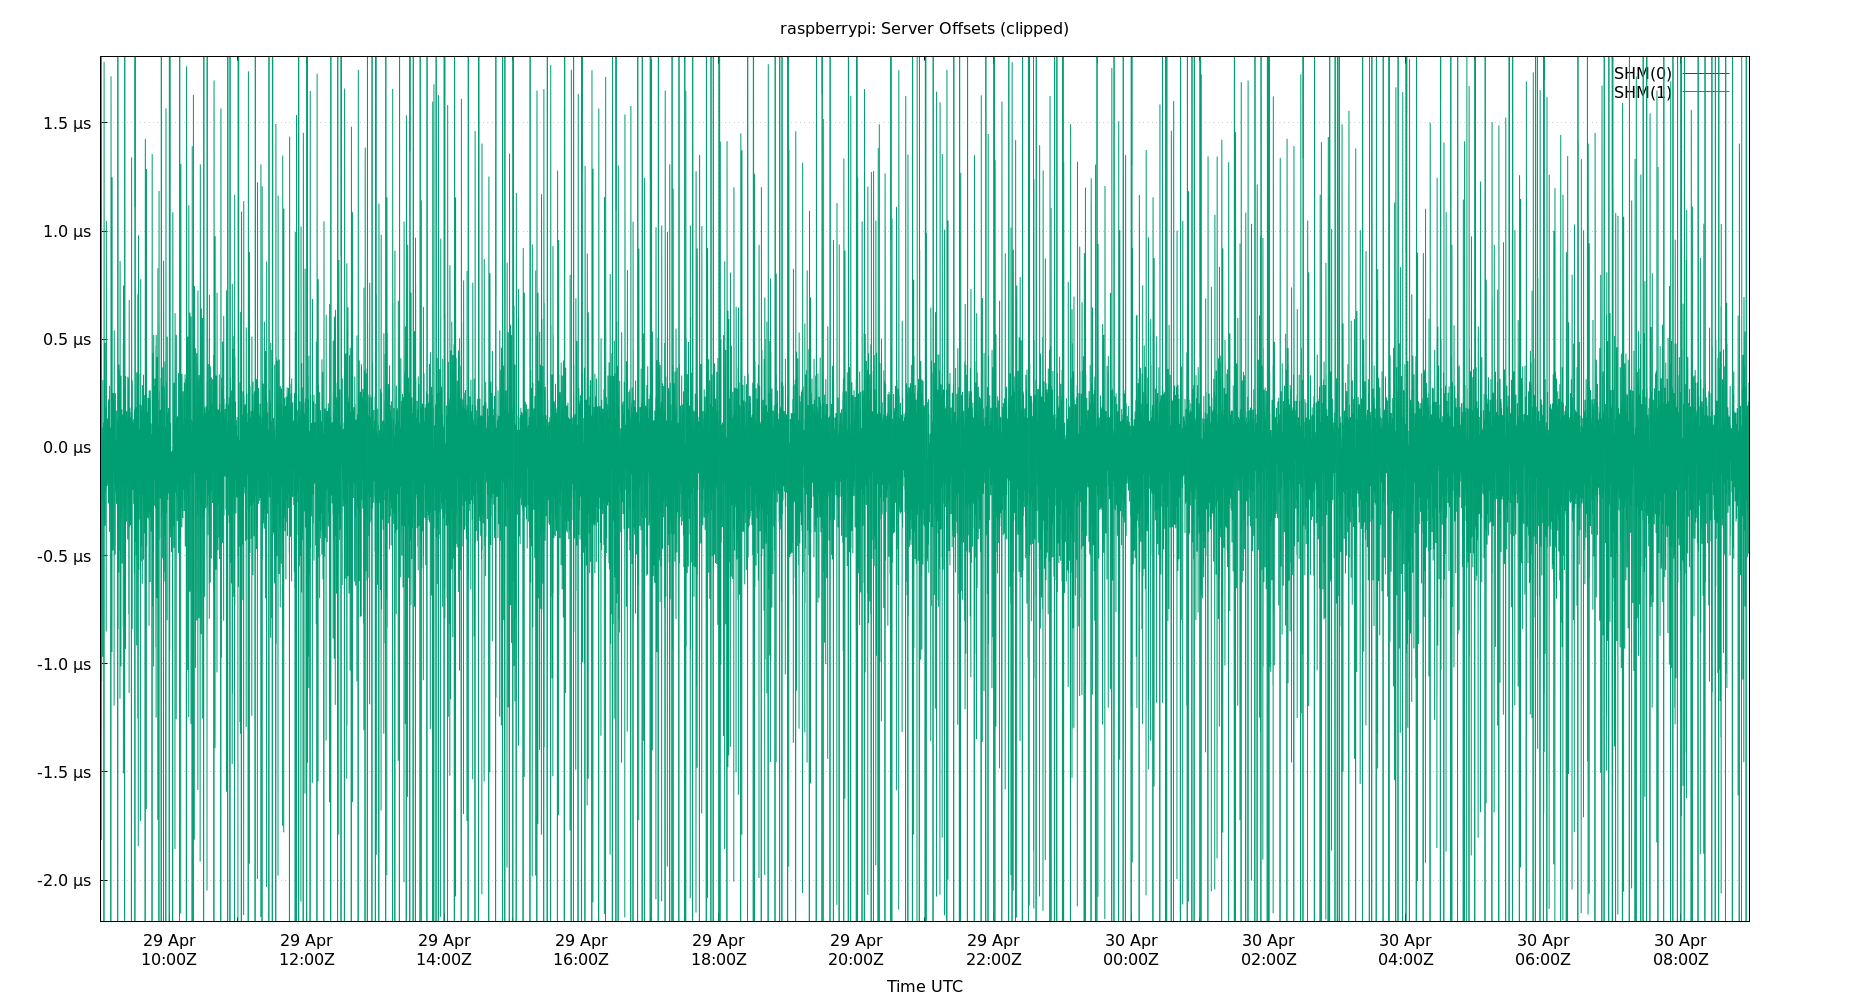 raspberrypi: Server Offsets (clipped)
SHM(0)
SHM(1)
1.5 µs
1.0 µs
0.5 µs
0.0 µs
-0.5 µs
-1.0 µs
-1.5 µs
-2.0 µs
29 Apr 29 Apr 29 Apr 29 Apr 29 Apr 29 Apr 29 Apr 30 Apr 30 Apr 30 Apr 30 Apr 30 Apr
10:00Z 12:00Z 14:00Z 16:00Z 18:00Z 20:00Z 22:00Z 00:00Z 02:00Z 04:00Z 06:00Z 08:00Z
Time UTC